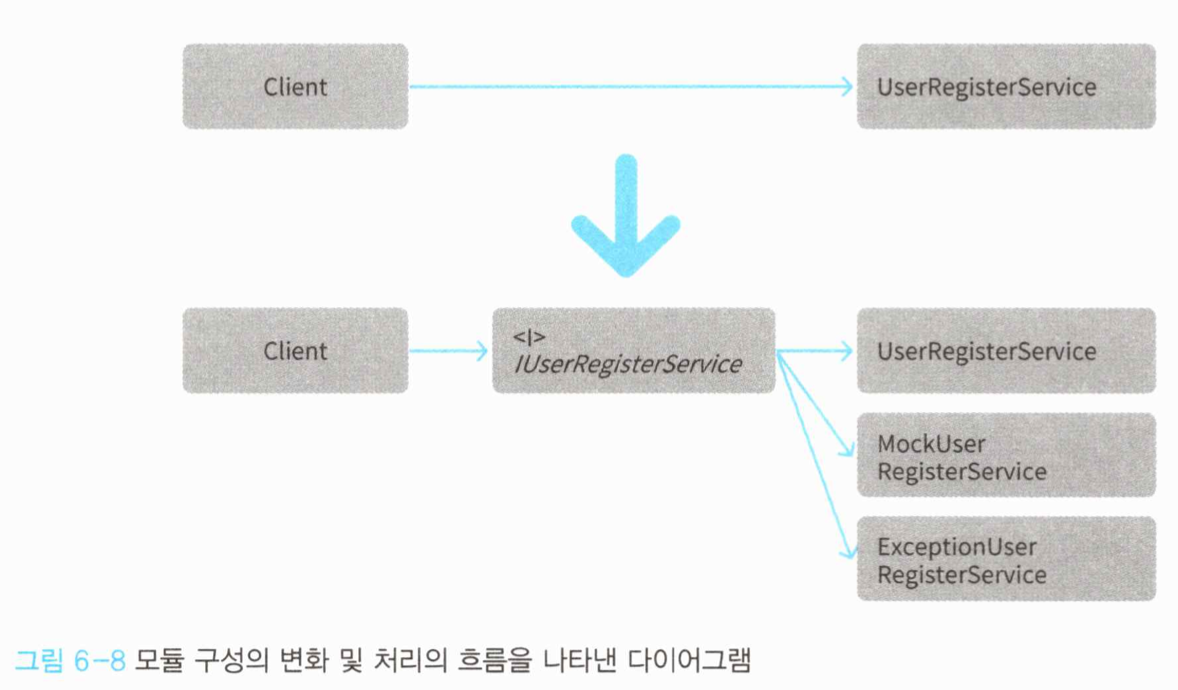 Client
UserRegisterService
Client
<I>
IUserRegisterService
UserRegisterService
MockUser
RegisterService
ExceptionUser
RegisterService
그림 6-8 모듈 구성의 변화 및 처리의 흐름을 나타낸 다이어그램